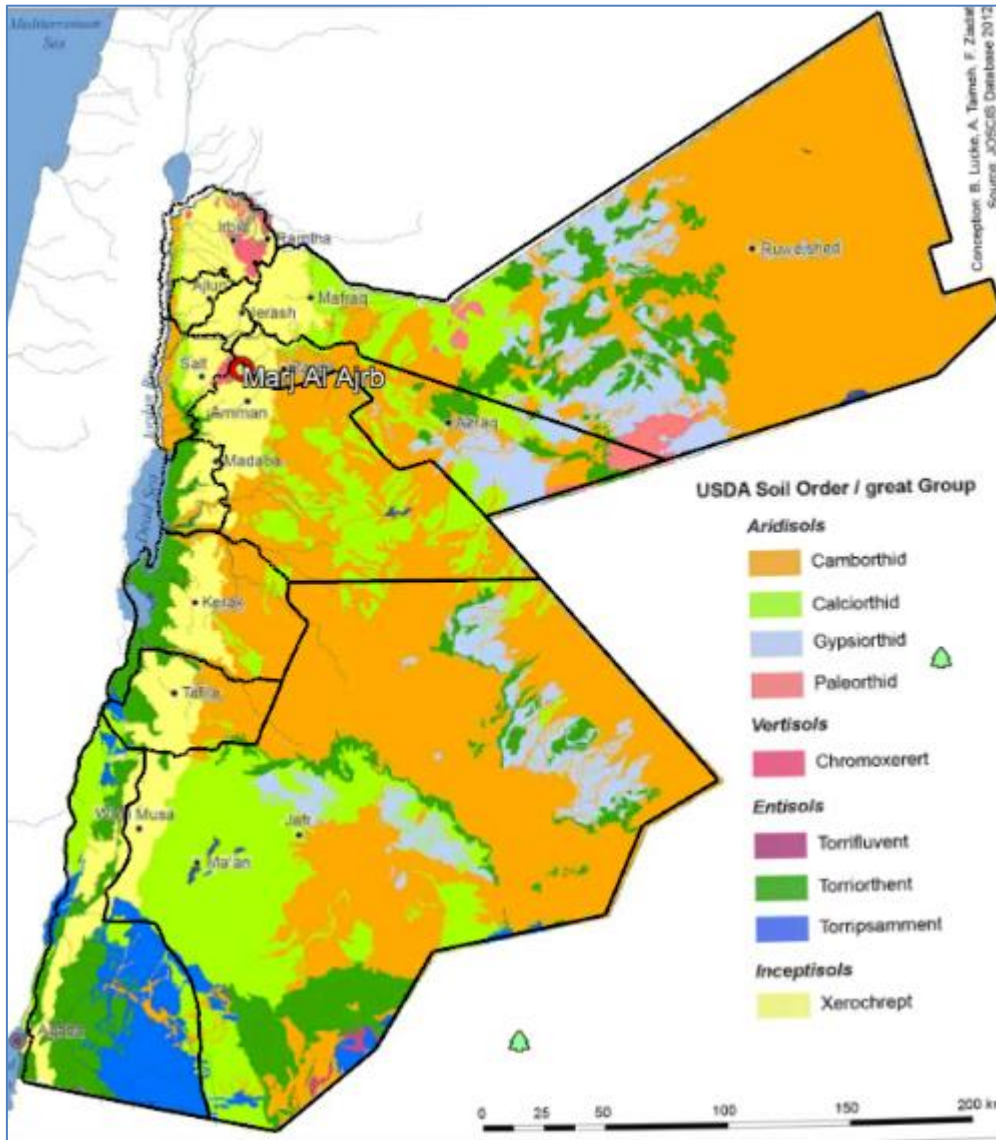 Mediterranean
Sea
Conception: B. Lucke, A. Taimeh, F. Ziadat
Source: JOSCIS Database 2012
Irbid
Ramtha
Ruweished
Ajlun
Mafraq
Jerash
Salt
Marj Al Ajrb
Jordan
Amman
Azraq
Madaba
Dead Sea
USDA Soil Order / great Group
Aridisols
Camborthid
Calciorthid
Gypsiorthid
Paleorthid
Kerak
Tafila
Vertisols
Chromoxerert
Wadi Musa
Jafr
Ma'an
Entisols
Torrifluvent
Torriorthent
Torripsamment
Inceptisols
Xerochrept
Aqaba
0 25 50 100 150 200 km